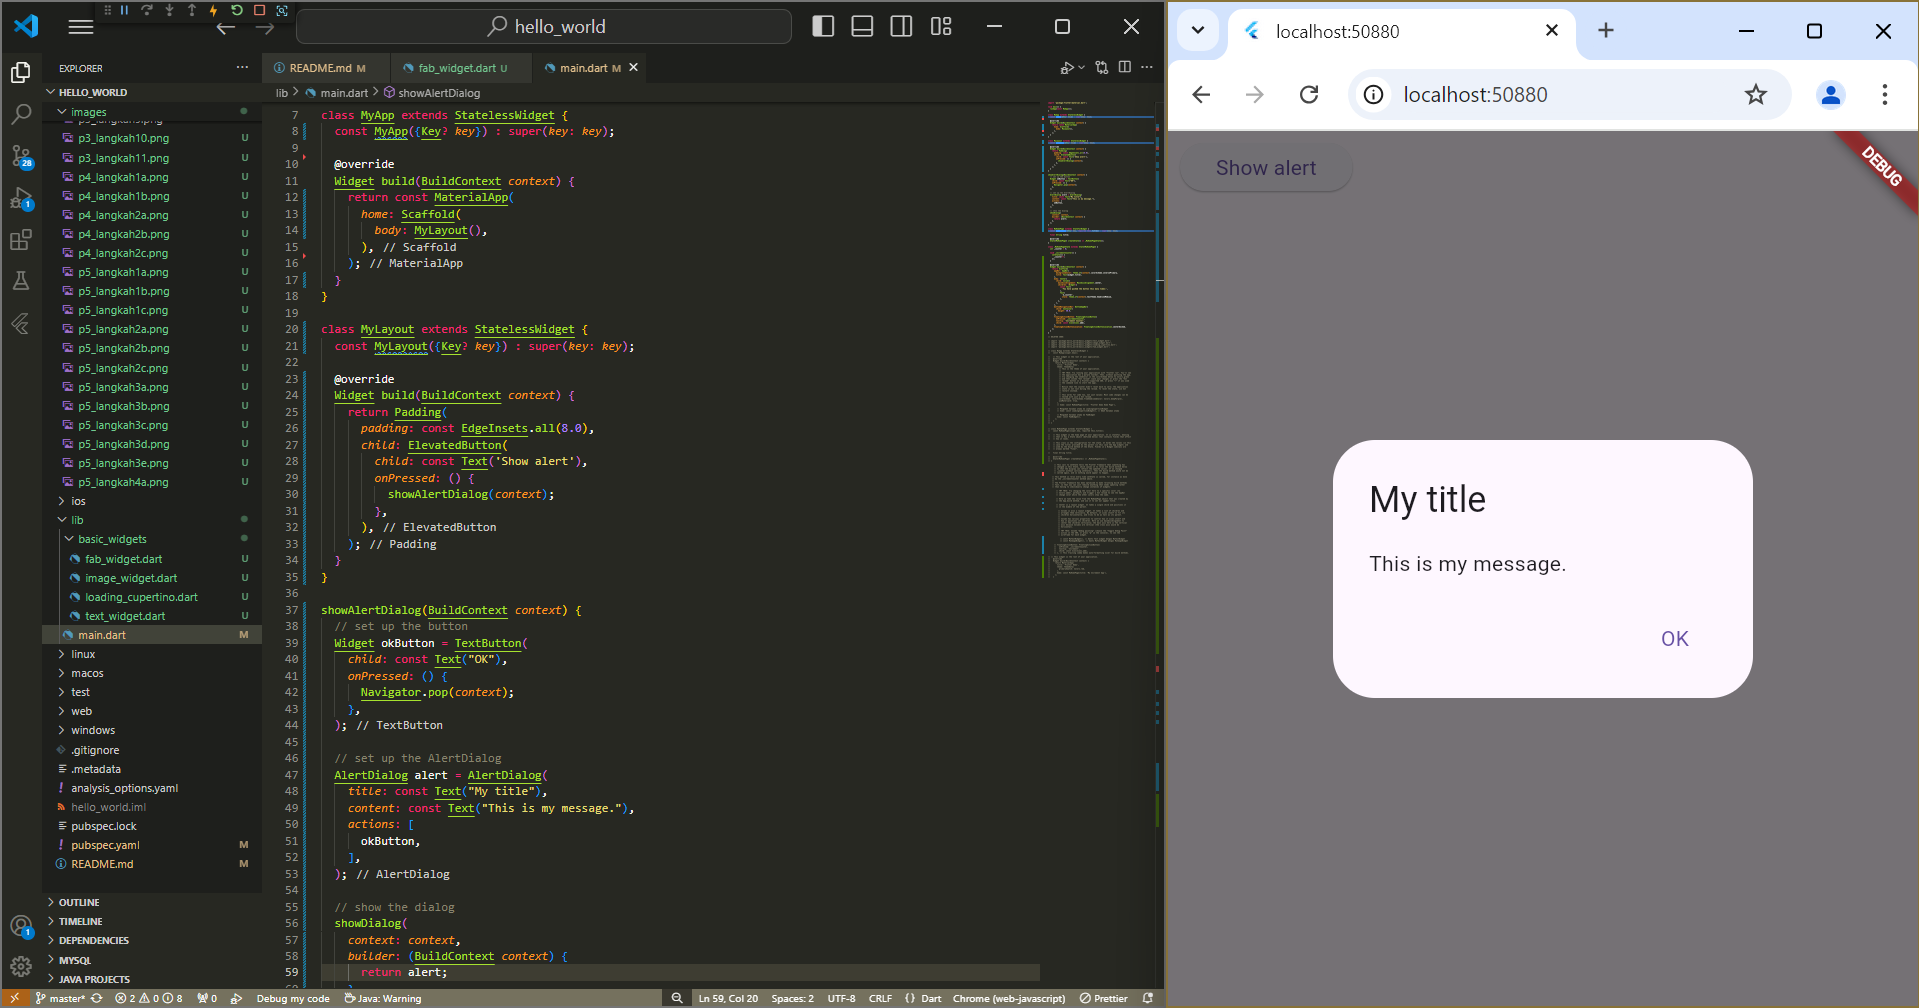 hello_world
EXPLORER
HELLO_WORLD
images
p3_langkah10.png U
p3_langkah11.png U
p4_langkah1a.png U
p4_langkah1b.png U
p4_langkah2a.png U
p4_langkah2b.png U
p4_langkah2c.png U
p5_langkah1a.png U
p5_langkah1b.png U
p5_langkah1c.png U
p5_langkah2a.png U
p5_langkah2b.png U
p5_langkah2c.png U
p5_langkah3a.png U
p5_langkah3b.png U
p5_langkah3c.png U
p5_langkah3d.png U
p5_langkah3e.png U
p5_langkah4a.png U
ios
lib
basic_widgets
fab_widget.dart U
image_widget.dart U
loading_cupertino.dart U
text_widget.dart U
main.dart M
linux
macos
test
web
windows
.gitignore
.metadata
analysis_options.yaml
hello_world.iml
pubspec.lock
pubspec.yaml M
README.md M
OUTLINE
TIMELINE
DEPENDENCIES
MYSQL
JAVA PROJECTS
28
1
1
README.md M
fab_widget.dart U
main.dart M
lib > main.dart > showAlertDialog
7 class MyApp extends StatelessWidget {
8 const MyApp({Key? key}) : super(key: key);
9
10 @override
11 Widget build(BuildContext context) {
12 return const MaterialApp(
13 home: Scaffold(
14 body: MyLayout(),
15 ), // Scaffold
16 ); // MaterialApp
17 }
18 }
19
20 class MyLayout extends StatelessWidget {
21 const MyLayout({Key? key}) : super(key: key);
22
23 @override
24 Widget build(BuildContext context) {
25 return Padding(
26 padding: const EdgeInsets.all(8.0),
27 child: ElevatedButton(
28 child: const Text('Show alert'),
29 onPressed: () {
30 showAlertDialog(context);
31 },
32 ), // ElevatedButton
33 ); // Padding
34 }
35 }
36
37 showAlertDialog(BuildContext context) {
38 // set up the button
39 Widget okButton = TextButton(
40 child: const Text("OK"),
41 onPressed: () {
42 Navigator.pop(context);
43 },
44 ); // TextButton
45
46 // set up the AlertDialog
47 AlertDialog alert = AlertDialog(
48 title: const Text("My title"),
49 content: const Text("This is my message."),
50 actions: [
51 okButton,
52 ],
53 ); // AlertDialog
54
55 // show the dialog
56 showDialog(
57 context: context,
58 builder: (BuildContext context) {
59 return alert;
master* 2 0 8 0 Debug my code Java: Warning Ln 59, Col 20 Spaces: 2 UTF-8 CRLF {} Dart Chrome (web-javascript) Prettier
localhost:50880
localhost:50880
Show alert
DEBUG
My title
This is my message.
OK